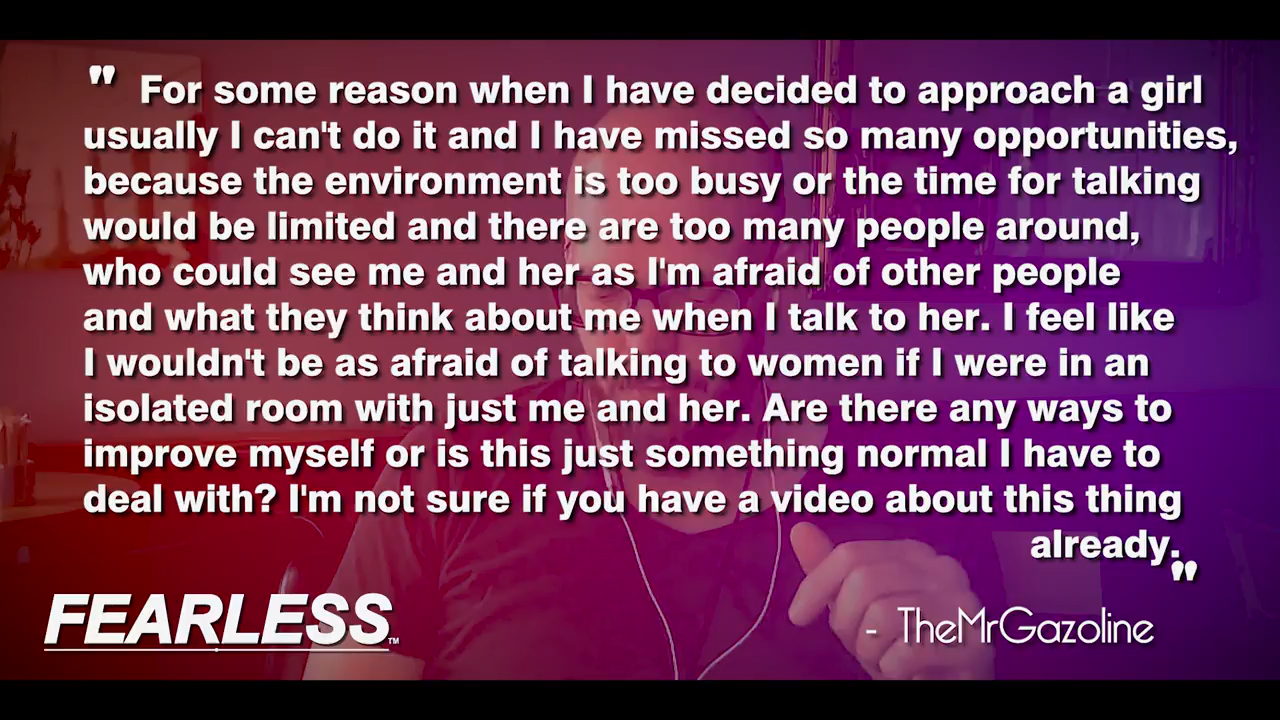 " For some reason when I have decided to approach a girl
usually I can't do it and I have missed so many opportunities,
because the environment is too busy or the time for talking
would be limited and there are too many people around,
who could see me and her as I'm afraid of other people
and what they think about me when I talk to her. I feel like
I wouldn't be as afraid of talking to women if I were in an
isolated room with just me and her. Are there any ways to
improve myself or is this just something normal I have to
deal with? I'm not sure if you have a video about this thing
already. "
FEARLESS™
- TheMrGazoline